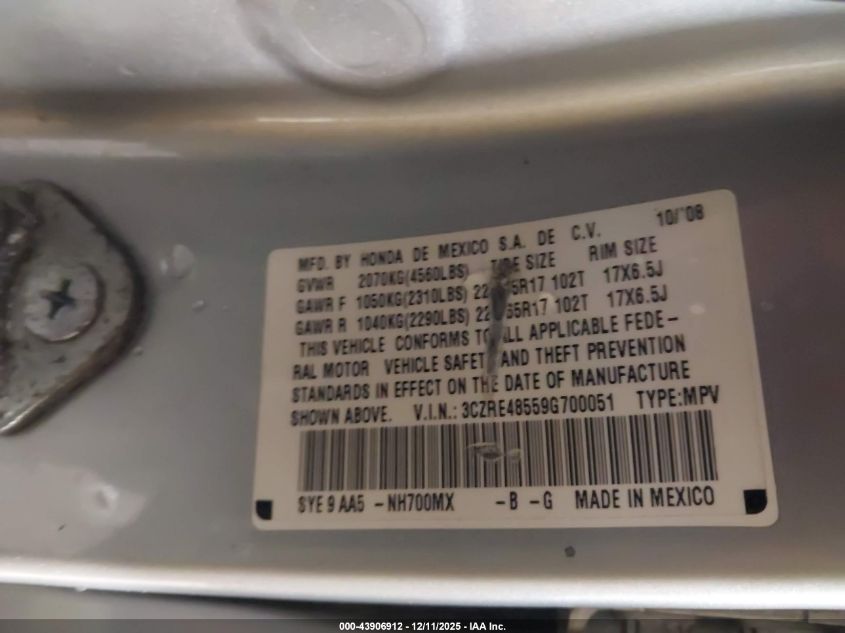 10/'08
MFD. BY HONDA DE MEXICO S.A. DE C.V.
GVWR 2070KG(4560LBS) SIZE RIM SIZE
GAWR F 1050KG(2310LBS) 102T 17X6.5J
GAWR R 1040KG(2290LBS) 102T 17X6.5J
THIS VEHICLE CONFORMS TO ALL APPLICABLE FEDE-
RAL MOTOR VEHICLE SAFETY AND THEFT PREVENTION
STANDARDS IN EFFECT ON THE DATE OF MANUFACTURE
SHOWN ABOVE. V.I.N.: 3CZRE48559G700051 TYPE:MPV
SYE 9 AA5 -NH700MX -B -G MADE IN MEXICO
000-43906912 - 12/11/2025 - IAA Inc.